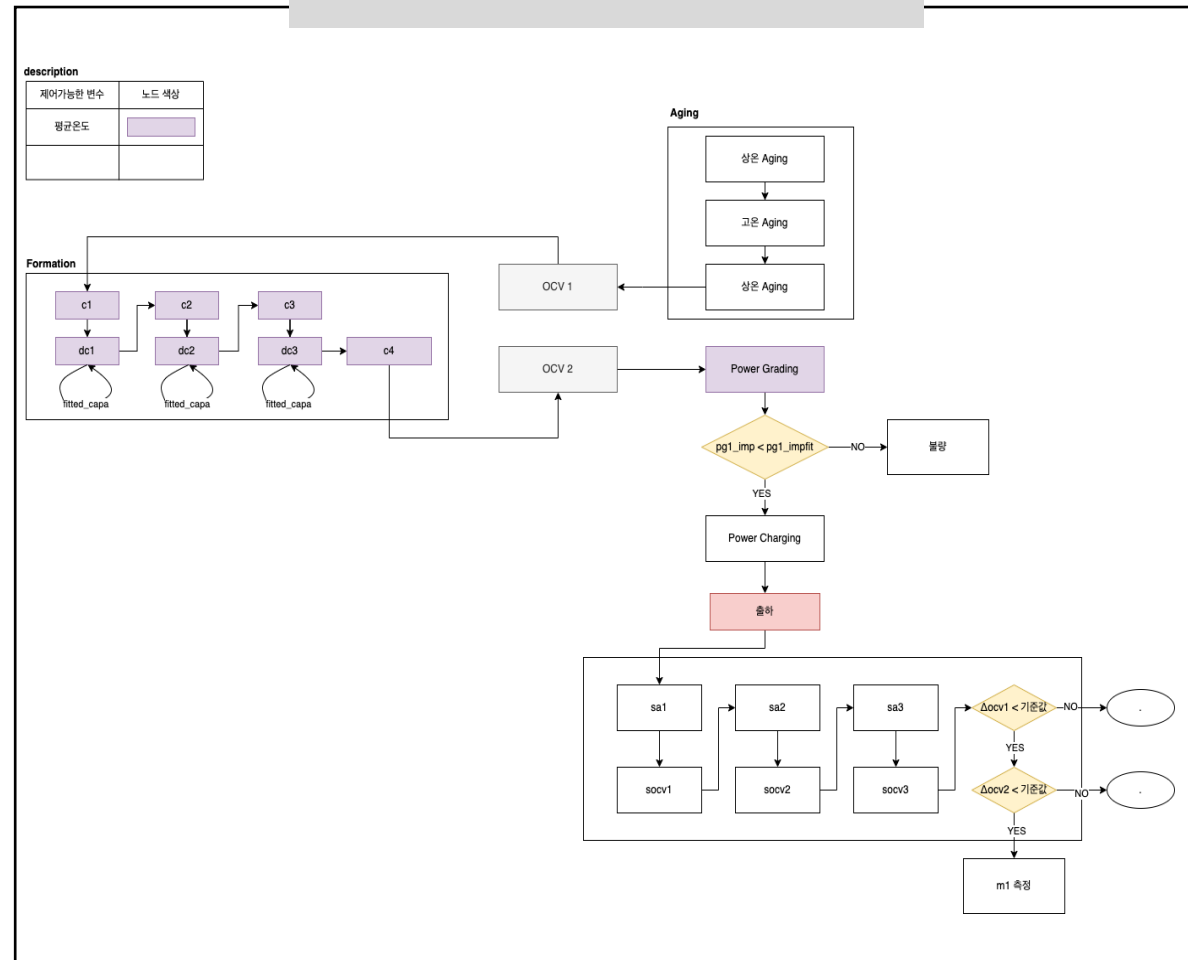 description
제어가능한 변수
노드 색상
평균온도
Aging
상온 Aging
고온 Aging
상온 Aging
OCV 1
Formation
c1
c2
c3
dc1
dc2
dc3
c4
fitted_capa
fitted_capa
fitted_capa
OCV 2
Power Grading
pg1_imp < pg1_impfit
NO
불량
YES
Power Charging
출하
sa1
sa2
sa3
Δocv1 < 기준값
NO
.
YES
socv1
socv2
socv3
Δocv2 < 기준값
NO
.
YES
m1 측정